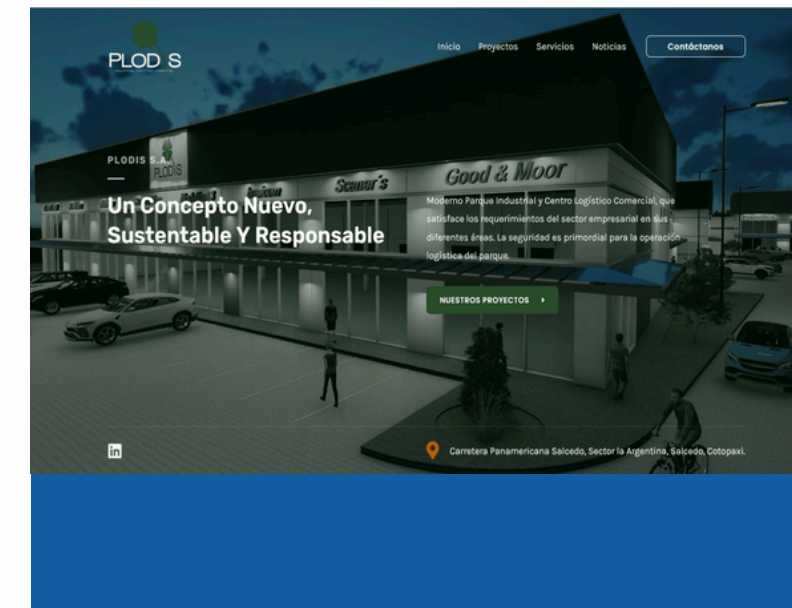 PLODIS
Inicio Proyectos Servicios Noticias Contáctanos
PLODIS S.A.
PLODIS
Scanor's
Good & Moor
Un Concepto Nuevo,
Sustentable Y Responsable
Moderno Parque Industrial y Centro Logístico Comercial, que
satisface los requerimientos del sector empresarial en sus
diferentes áreas. La seguridad es primordial para la operación
logística del parque.
NUESTROS PROYECTOS
in
Carretera Panamericana Salcedo, Sector la Argentina, Salcedo, Cotopaxi.